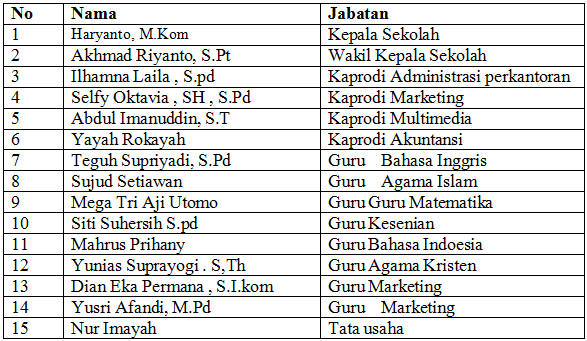 No Nama Jabatan
1 Haryanto, M.Kom Kepala Sekolah
2 Akhmad Riyanto, S.Pt Wakil Kepala Sekolah
3 Ilhamna Laila , S.pd Kaprodi Administrasi perkantoran
4 Selfy Oktavia , SH , S.Pd Kaprodi Marketing
5 Abdul Imanuddin, S.T Kaprodi Multimedia
6 Yayah Rokayah Kaprodi Akuntansi
7 Teguh Supriyadi, S.Pd Guru Bahasa Inggris
8 Sujud Setiawan Guru Agama Islam
9 Mega Tri Aji Utomo Guru Guru Matematika
10 Siti Suhersih S.pd Guru Kesenian
11 Mahrus Prihany Guru Bahasa Indoesia
12 Yunias Suprayogi . S,Th Guru Agama Kristen
13 Dian Eka Permana , S.I.kom Guru Marketing
14 Yusri Afandi, M.Pd Guru Marketing
15 Nur Imayah Tata usaha